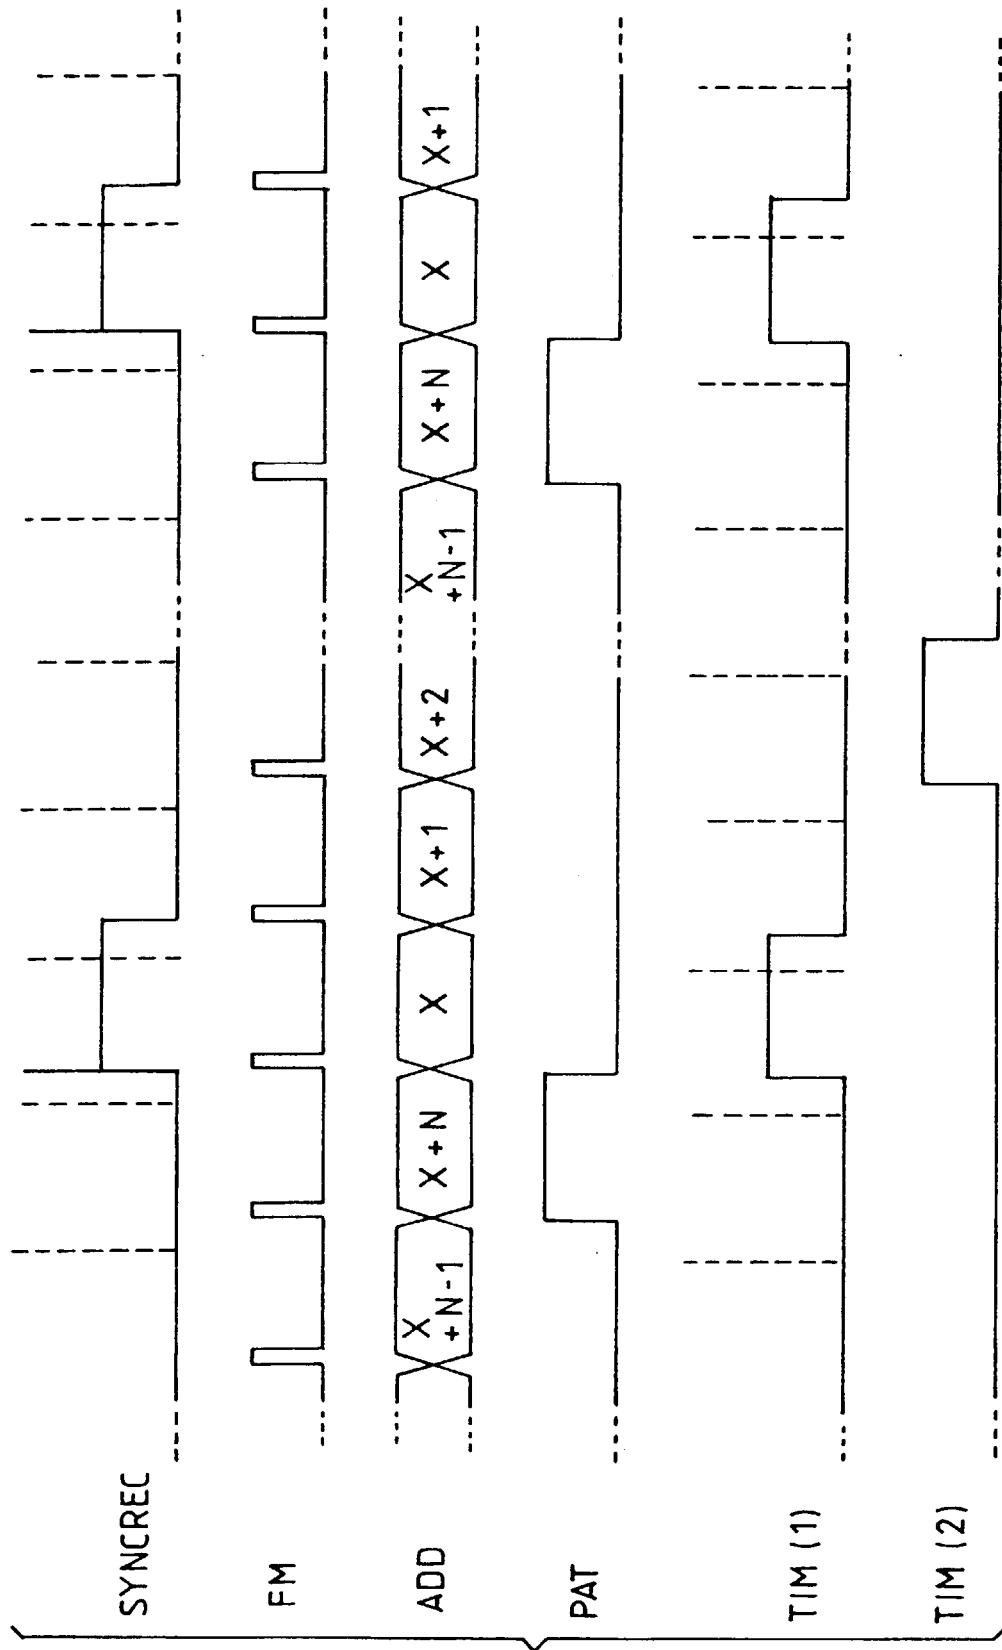 SYNCREC
FM
ADD
X
+N-1
X+N
X
X+1
X+2
X
+N-1
X+N
X
X+1
PAT
TIM (1)
TIM (2)